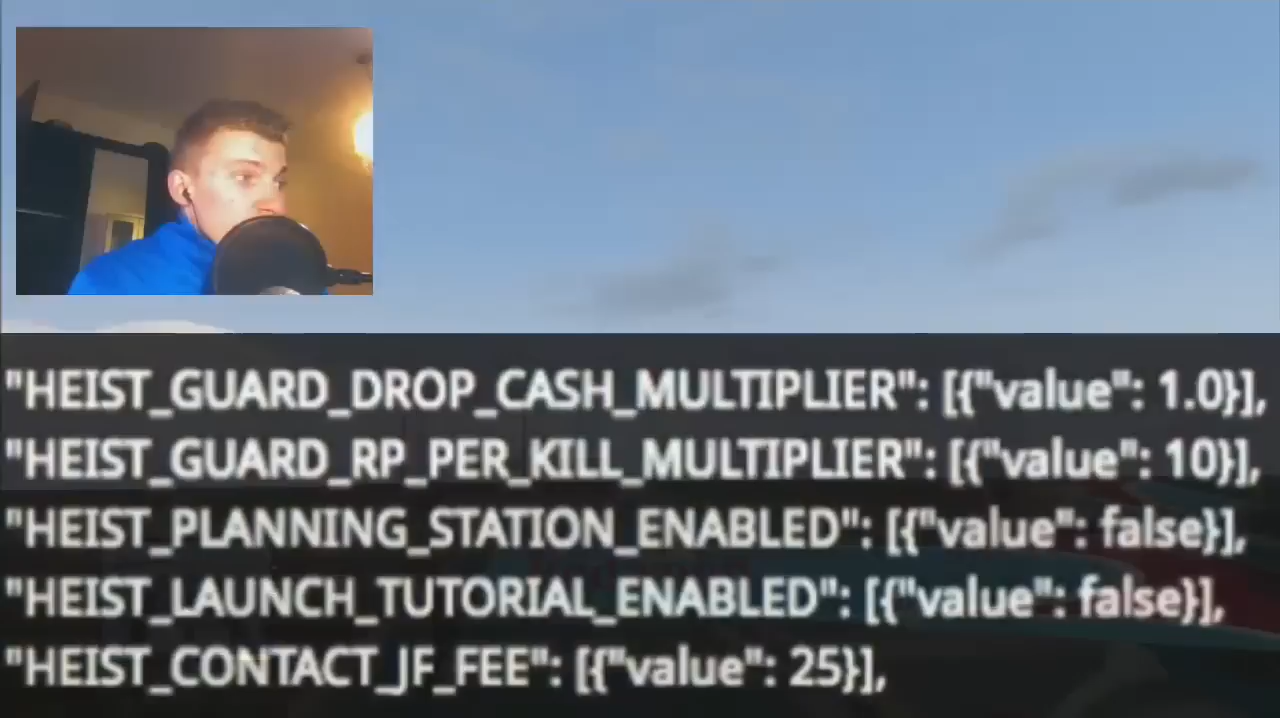 "HEIST_GUARD_DROP_CASH_MULTIPLIER": [{"value": 1.0}],
"HEIST_GUARD_RP_PER_KILL_MULTIPLIER": [{"value": 10}],
"HEIST_PLANNING_STATION_ENABLED": [{"value": false}],
"HEIST_LAUNCH_TUTORIAL_ENABLED": [{"value": false}],
"HEIST_CONTACT_JF_FEE": [{"value": 25}],